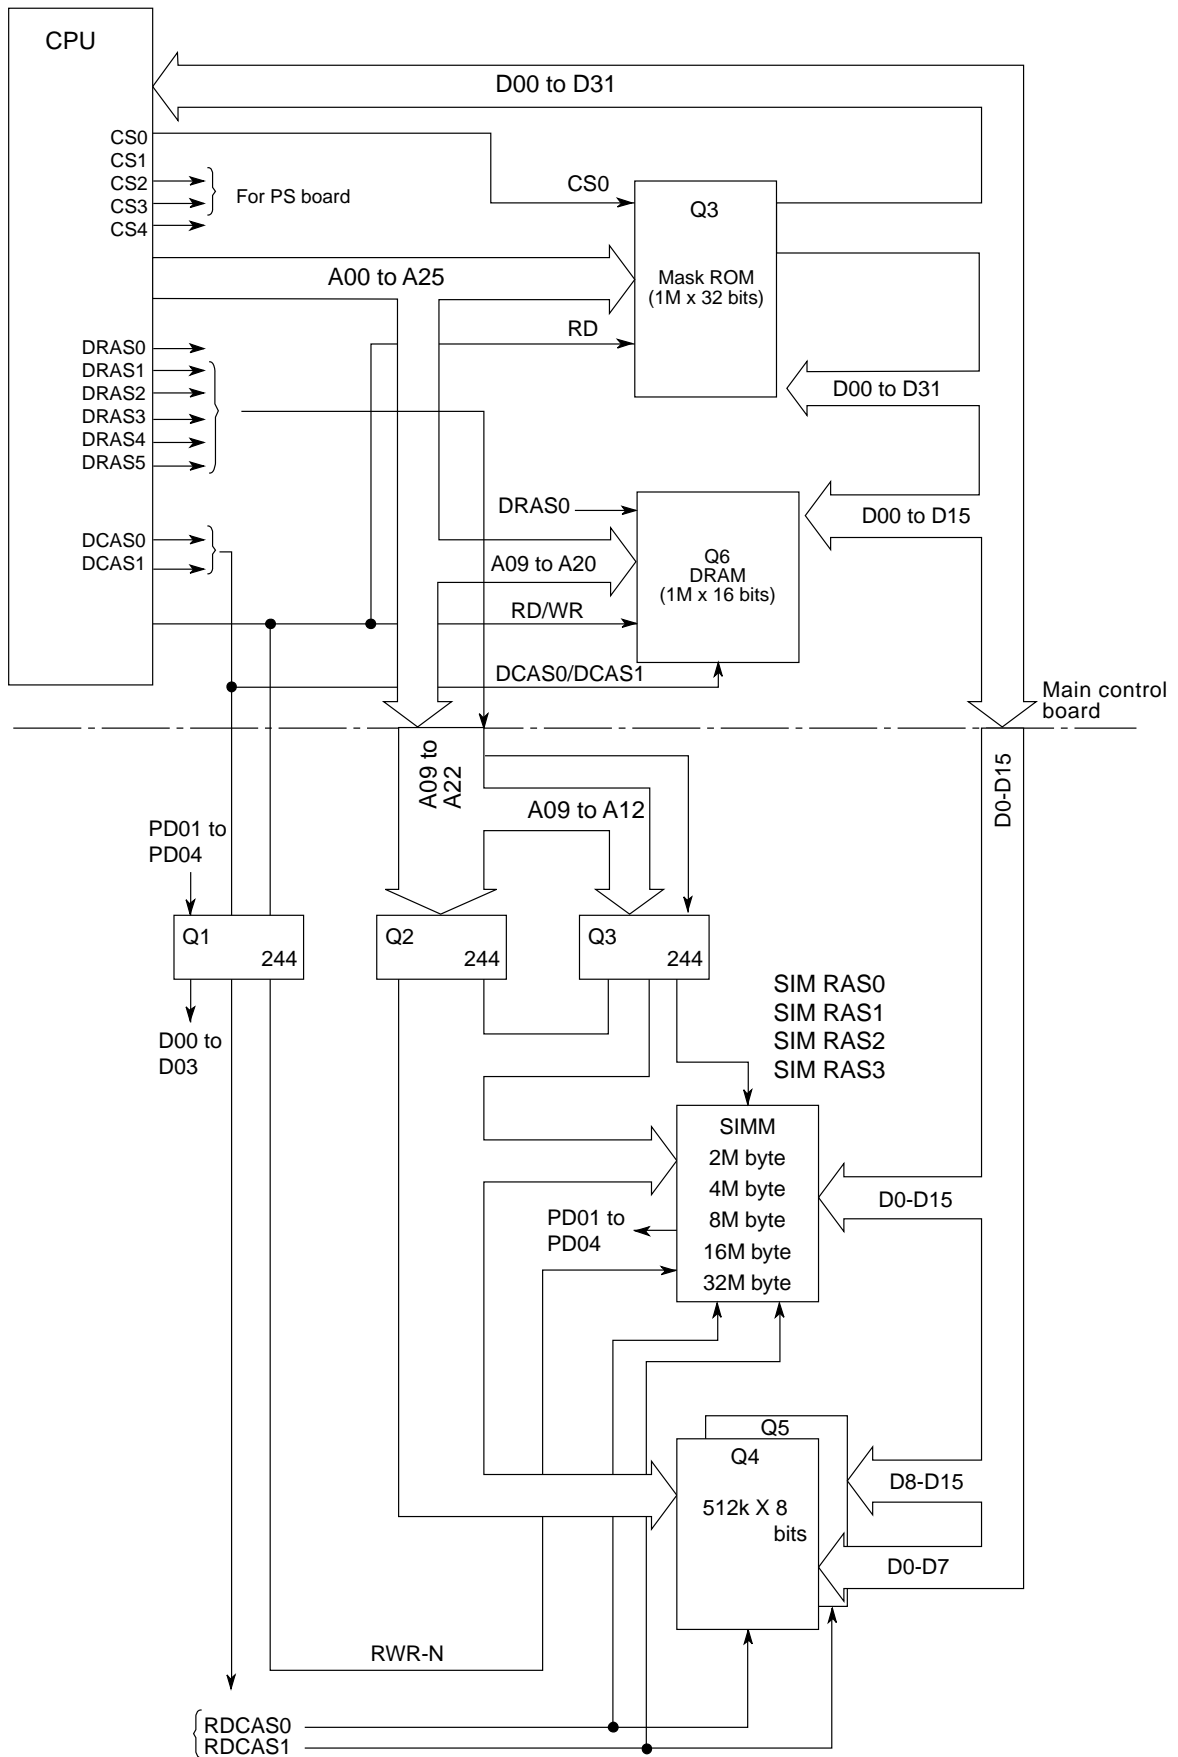 CPU
D00 to D31
CS0
CS1
CS2
CS3
CS4
For PS board
CS0
Q3
Mask ROM
(1M x 32 bits)
A00 to A25
RD
D00 to D31
DRAS0
DRAS1
DRAS2
DRAS3
DRAS4
DRAS5
DCAS0
DCAS1
DRAS0
D00 to D15
A09 to A20
Q6
DRAM
(1M x 16 bits)
RD/WR
DCAS0/DCAS1
Main control
board
A09 to
A22
D0-D15
A09 to A12
PD01 to
PD04
Q1
244
Q2
244
Q3
244
D00 to
D03
SIM RAS0
SIM RAS1
SIM RAS2
SIM RAS3
SIMM
2M byte
4M byte
8M byte
16M byte
32M byte
D0-D15
PD01 to
PD04
Q5
Q4
512k X 8
bits
D8-D15
D0-D7
RWR-N
RDCAS0
RDCAS1